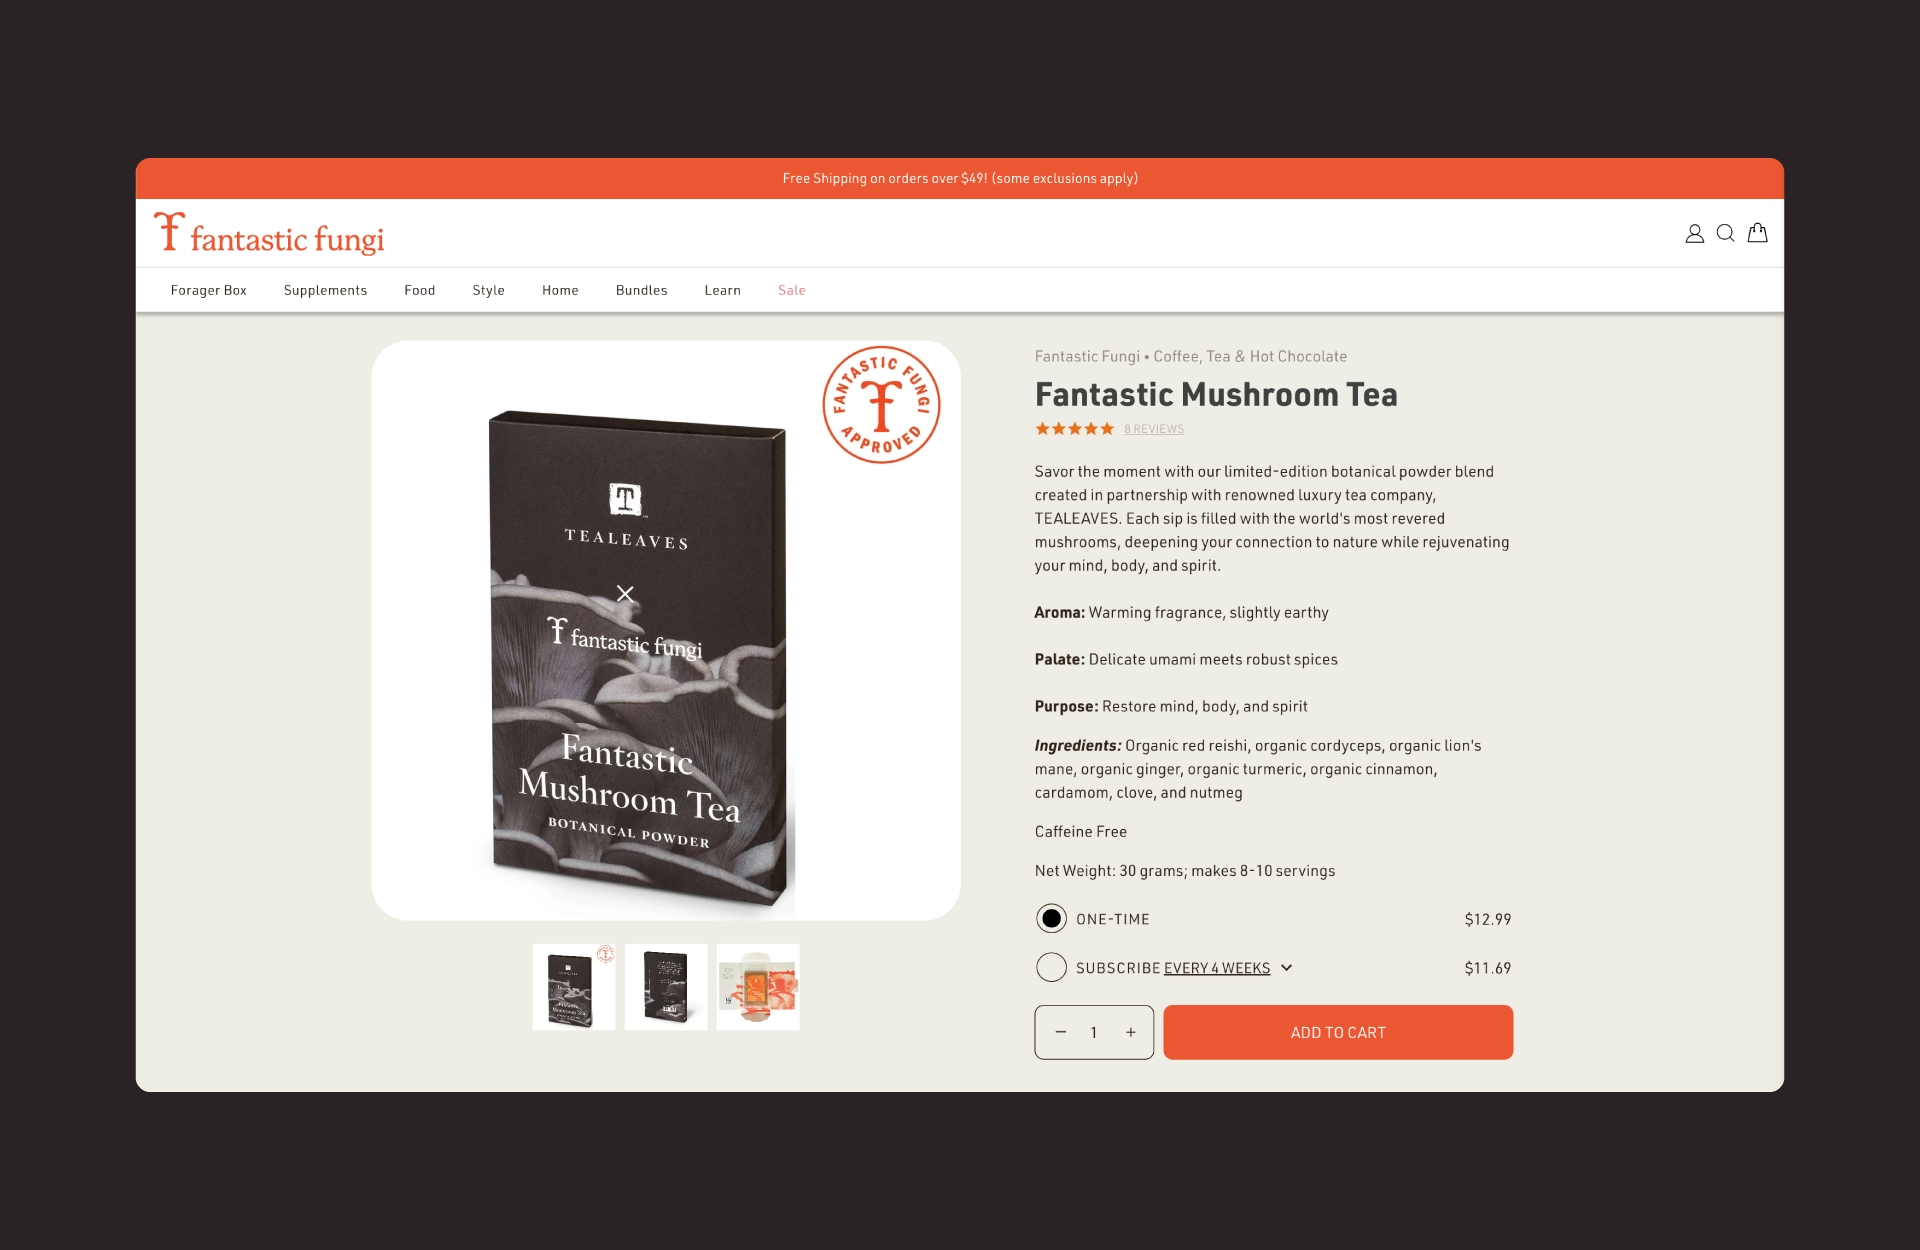 Free Shipping on orders over $49! (some exclusions apply)
fantastic fungi
Forager Box Supplements Food Style Home Bundles Learn Sale
FANTASTIC FUNGI
APPROVED
TEALEAVES
fantastic fungi
Fantastic
Mushroom Tea
BOTANICAL POWDER
Fantastic Fungi • Coffee, Tea & Hot Chocolate
Fantastic Mushroom Tea
8 REVIEWS
Savor the moment with our limited-edition botanical powder blend
created in partnership with renowned luxury tea company,
TEALEAVES. Each sip is filled with the world's most revered
mushrooms, deepening your connection to nature while rejuvenating
your mind, body, and spirit.
Aroma: Warming fragrance, slightly earthy
Palate: Delicate umami meets robust spices
Purpose: Restore mind, body, and spirit
Ingredients: Organic red reishi, organic cordyceps, organic lion's
mane, organic ginger, organic turmeric, organic cinnamon,
cardamom, clove, and nutmeg
Caffeine Free
Net Weight: 30 grams; makes 8-10 servings
ONE-TIME $12.99
SUBSCRIBE EVERY 4 WEEKS $11.69
− 1 +
ADD TO CART